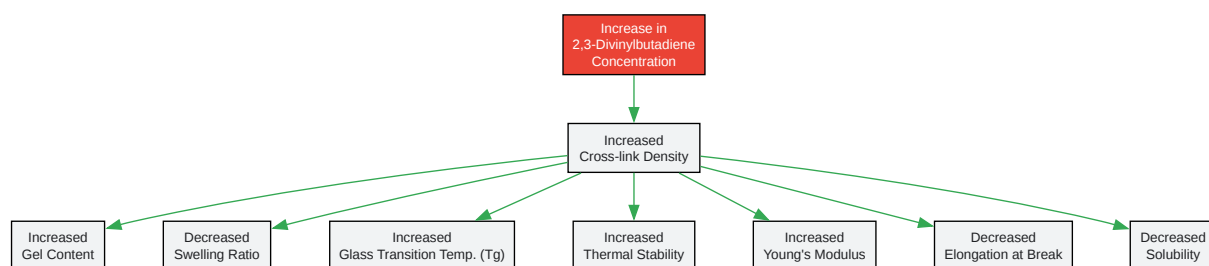 Increase in
2,3-Divinylbutadiene
Concentration
Increased
Cross-link Density
Increased
Gel Content
Decreased
Swelling Ratio
Increased
Glass Transition Temp. (Tg)
Increased
Thermal Stability
Increased
Young's Modulus
Decreased
Elongation at Break
Decreased
Solubility